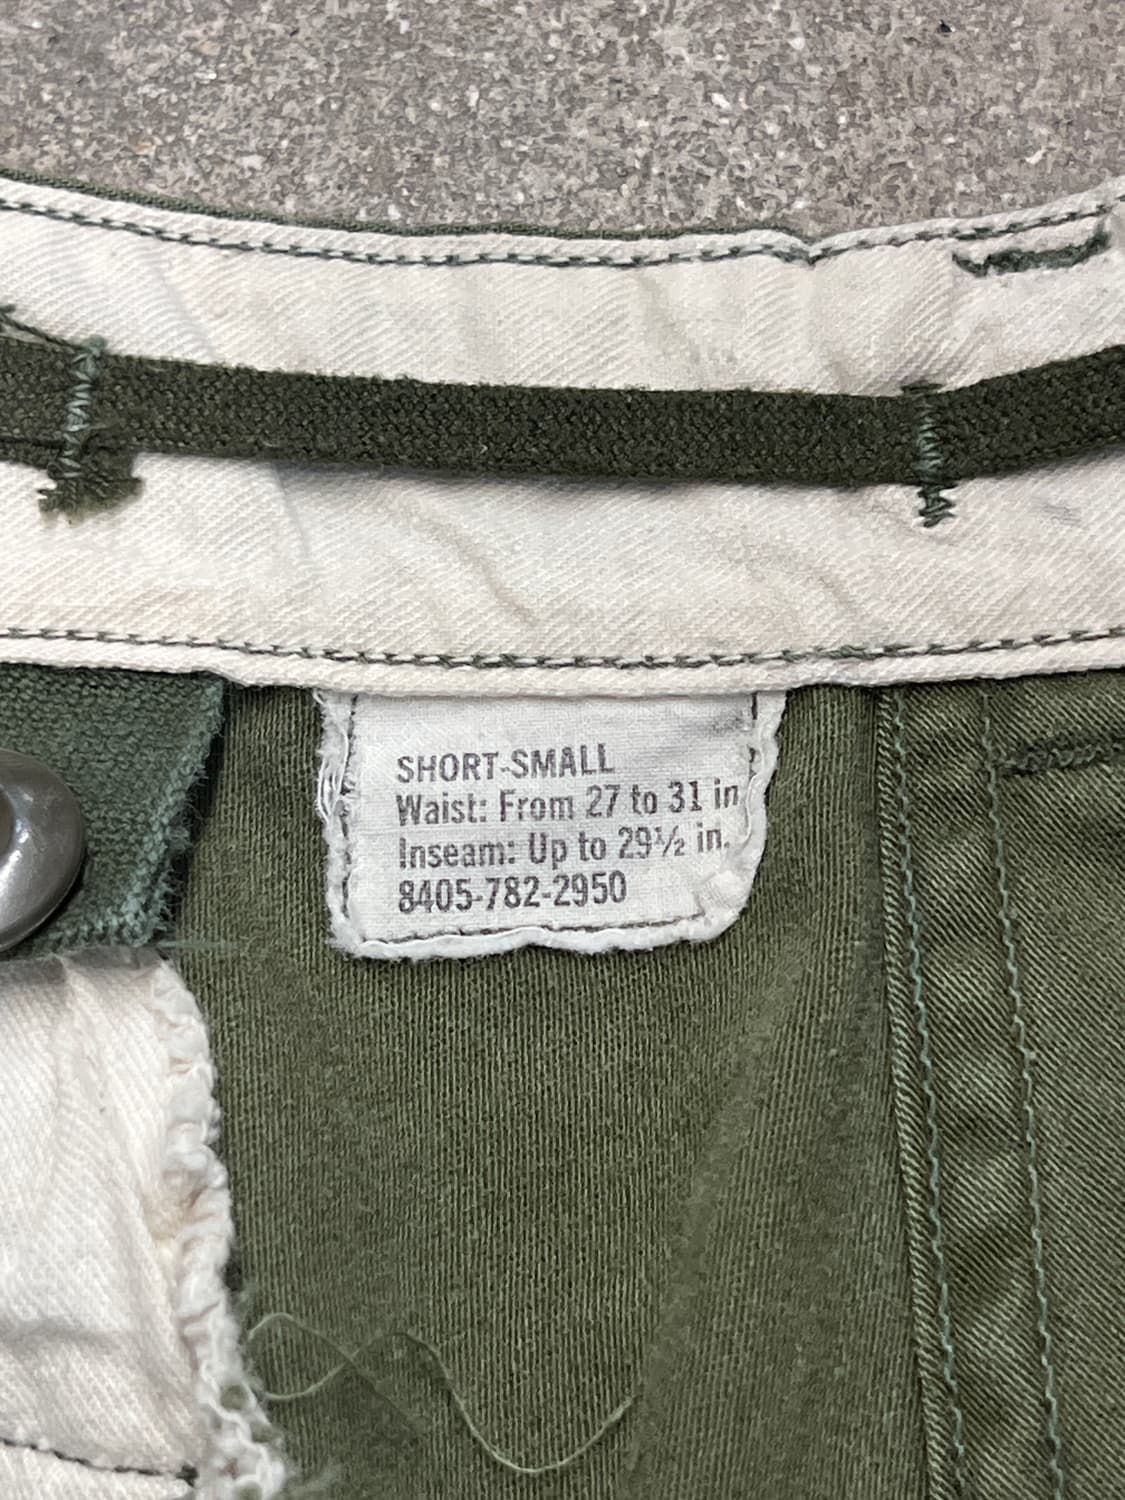 SHORT-SMALL
Waist: From 27 to 31 in
Inseam: Up to 29½ in.
8405-782-2950